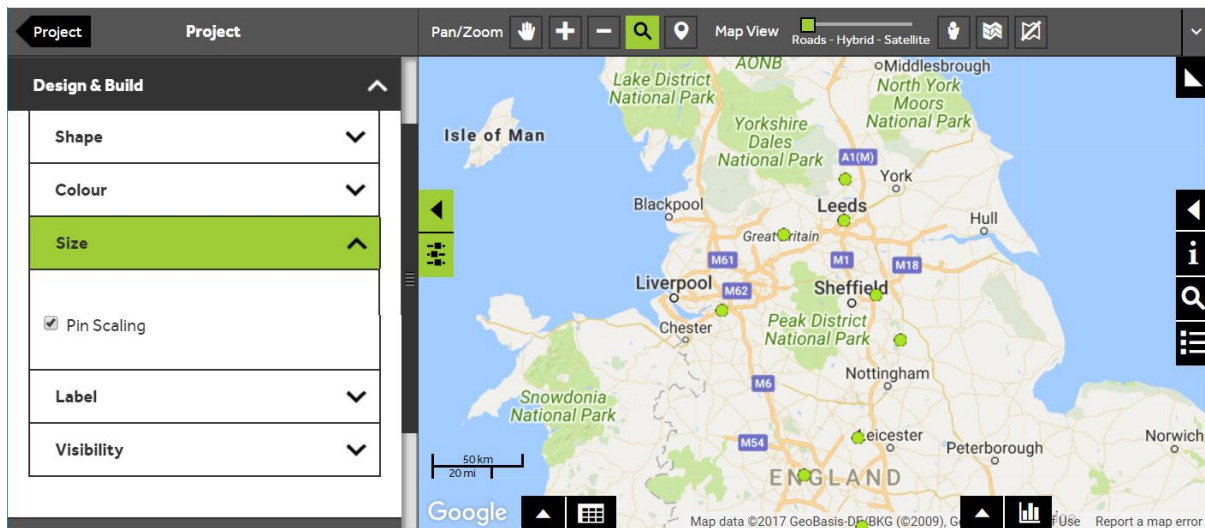 Project
Project
Pan/Zoom
Map View
Roads - Hybrid - Satellite
Design & Build
Shape
Colour
Size
Pin Scaling
Label
Visibility
AONB
Middlesbrough
Lake District
National Park
North York
Moors
National Park
Isle of Man
Yorkshire
Dales
National Park
A1(M)
York
Blackpool
Leeds
Hull
Great Britain
M61
M1
M18
Liverpool
M62
Sheffield
Chester
Peak District
National Park
Nottingham
M6
Snowdonia
National Park
Leicester
M54
Peterborough
Norwich
50 km
20 mi
ENGLAND
Google
Map data ©2017 GeoBasis-DE/BKG (©2009), G
f Use
Report a map error